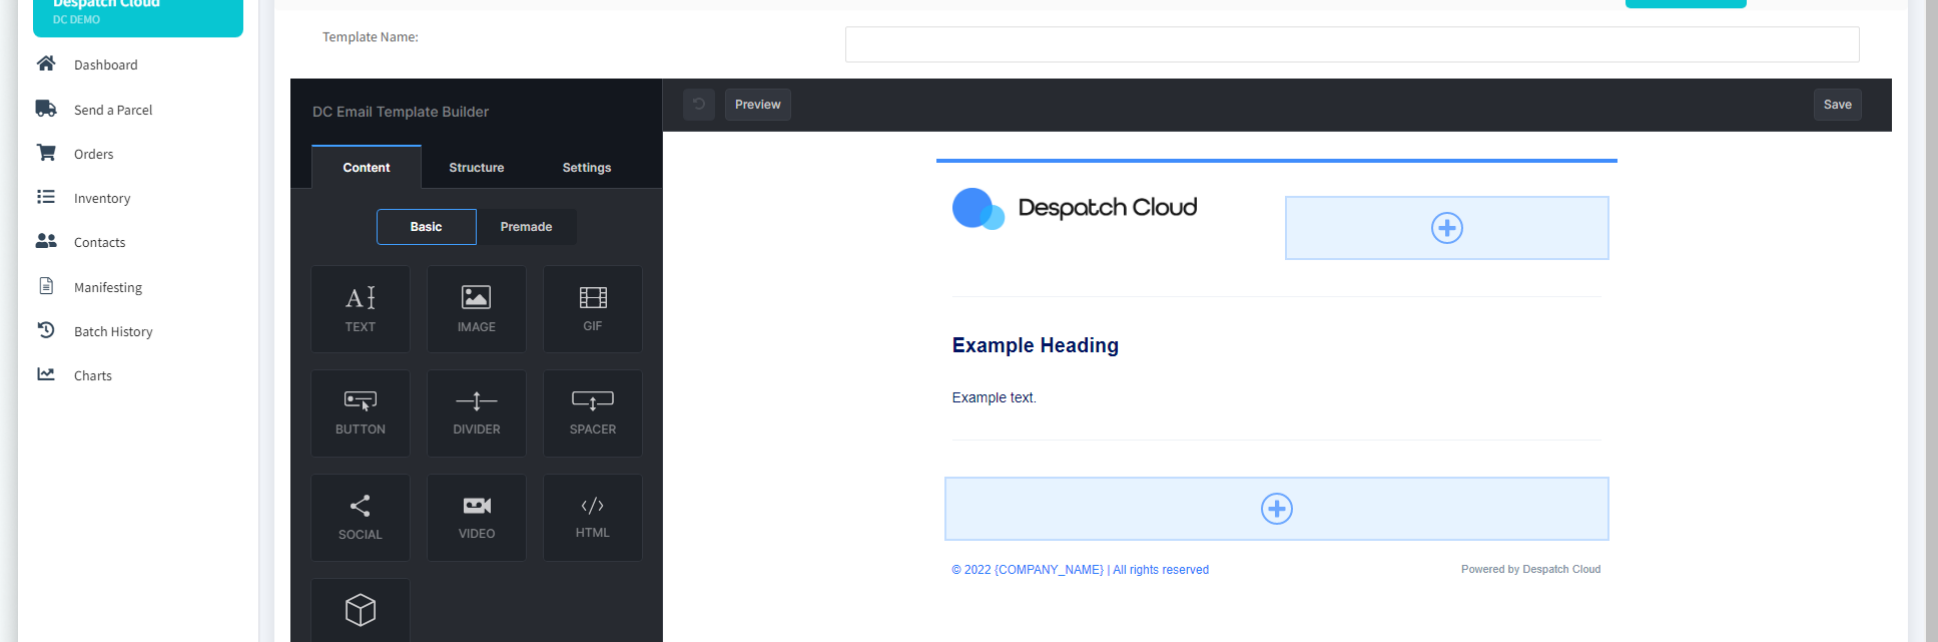 Despatch Cloud
DC DEMO
Dashboard
Send a Parcel
Orders
Inventory
Contacts
Manifesting
Batch History
Charts
Template Name:
DC Email Template Builder
Content Structure Settings
Basic Premade
TEXT IMAGE GIF
BUTTON DIVIDER SPACER
SOCIAL VIDEO HTML
Preview
Save
Despatch Cloud
Example Heading
Example text.
© 2022 {COMPANY_NAME} | All rights reserved
Powered by Despatch Cloud